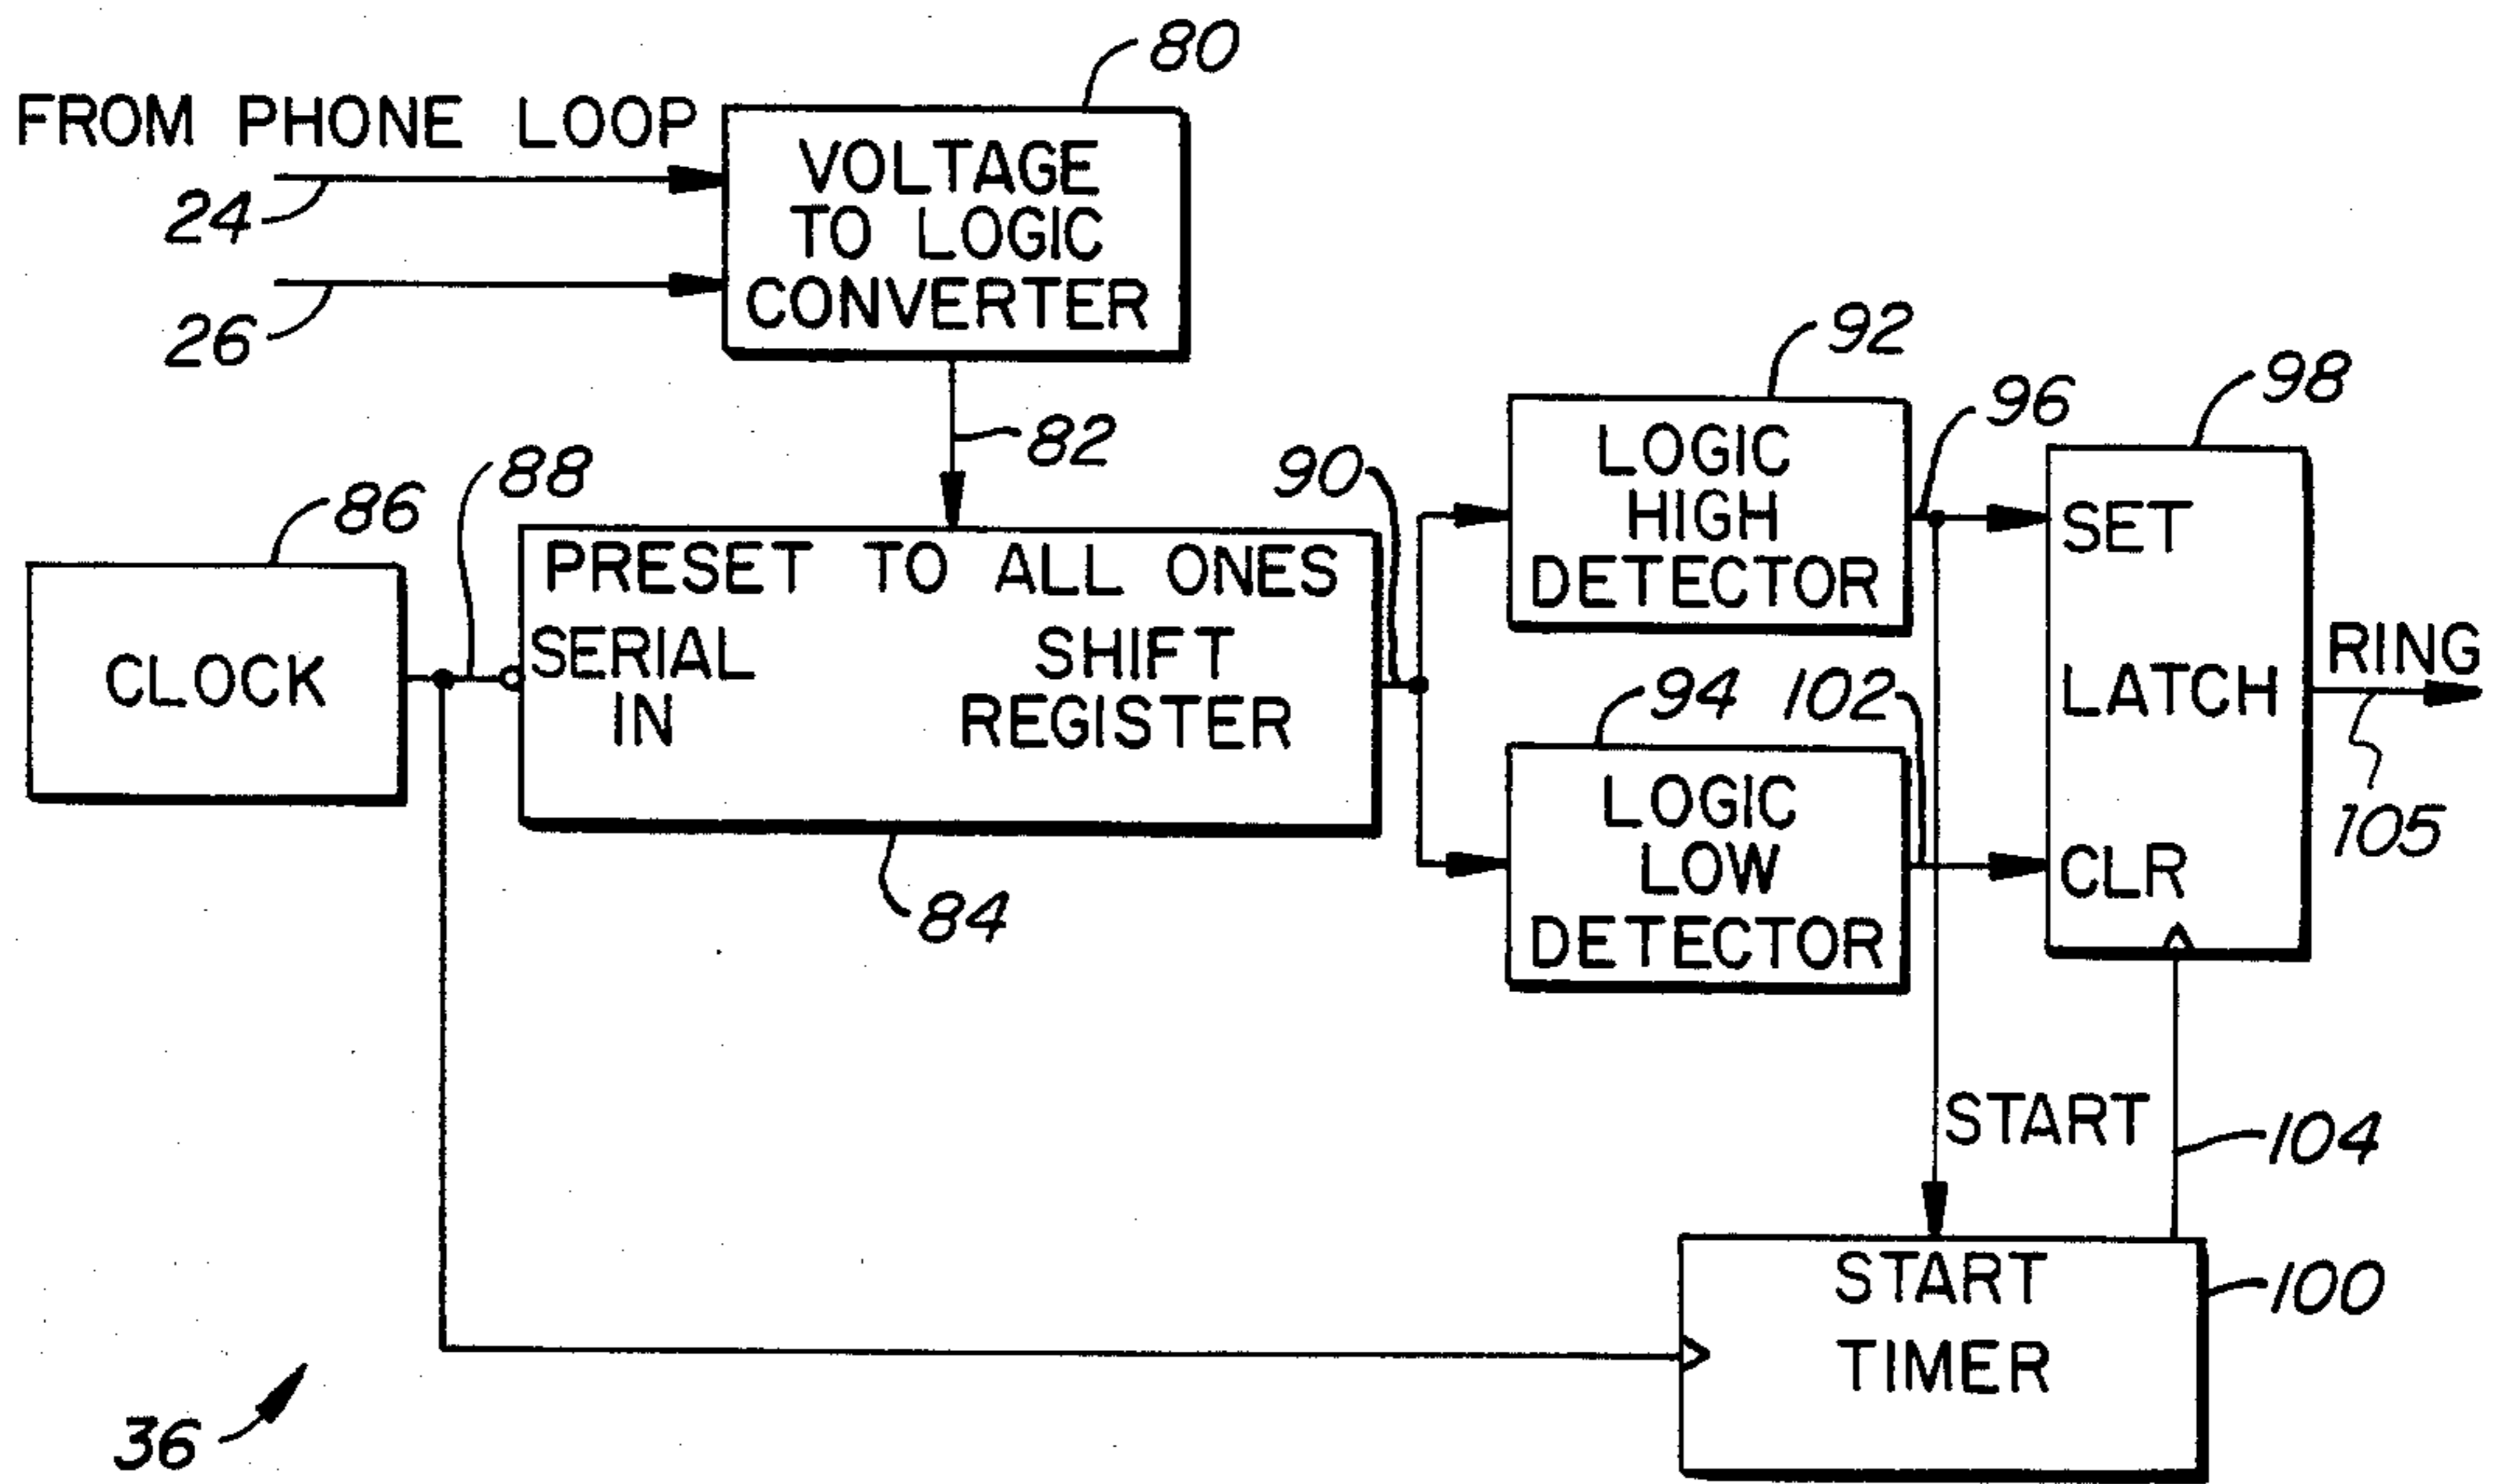 80
FROM PHONE LOOP
24
26
VOLTAGE
TO LOGIC
CONVERTER
82
92
96
98
90
88
86
CLOCK
PRESET TO ALL ONES
SERIAL
IN
SHIFT
REGISTER
84
LOGIC
HIGH
DETECTOR
94
102
LOGIC
LOW
DETECTOR
SET
LATCH
CLR
RING
105
START
104
START
TIMER
100
36